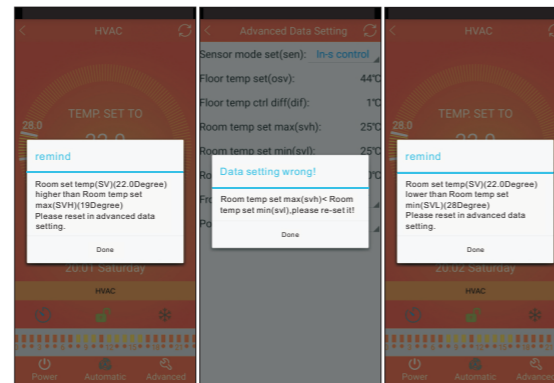 HVAC
TEMP. SET TO
28.0
remind
Room set temp(SV)(22.0Degree)
higher than Room temp set
max(SVH)(19Degree)
Please reset in advanced data
setting.
Done
20:01 Saturday
HVAC
Power Automatic Advanced
Advanced Data Setting
Sensor mode set(sen): In-s control
Floor temp set(osv): 44°C
Floor temp ctrl diff(dif): 1°C
Room temp set max(svh): 25°C
Room temp set min(svl): 25°C
Data setting wrong!
Room temp set max(svh)< Room
temp set min(svl),please re-set it!
Done
HVAC
TEMP. SET TO
28.0
remind
Room set temp(SV)(22.0Degree)
lower than Room temp set
min(SVL)(28Degree)
Please reset in advanced data
setting.
Done
20:02 Saturday
HVAC
Power Automatic Advanced